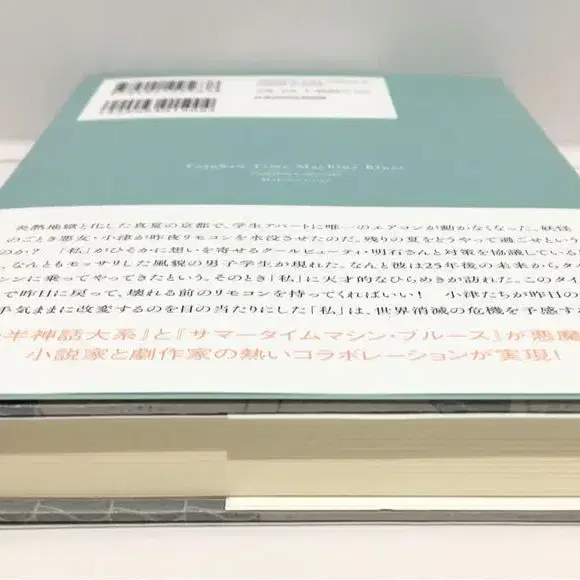 Tatami Time Machine Blues
炎熱地獄と化した真夏の京都で、学生アパートに唯一のエアコンが動かなくなった。妖怪
のごとき悪友・小津が昨夜リモコンを水没させたのだ。残りの夏をどうやって過ごせという
のか？ 「私」がひそかに想いを寄せるクールビューティ・明石さんと対策を協議している
、なんともモッサリした風貌の男子学生が現れた。なんと彼は25年後の未来からタイ
シンに乗ってやってきたという。そのとき「私」に天才的なひらめきが訪れた。このタイ
で昨日に戻って、壊れる前のリモコンを持ってくればいい！ 小津たちが昨日の
手気ままに改変するのを目の当たりにした「私」は、世界消滅の危機を予感する
半神話大系』と『サマータイムマシン・ブルース』が悪魔
小説家と劇作家の熱いコラボレーションが実現！